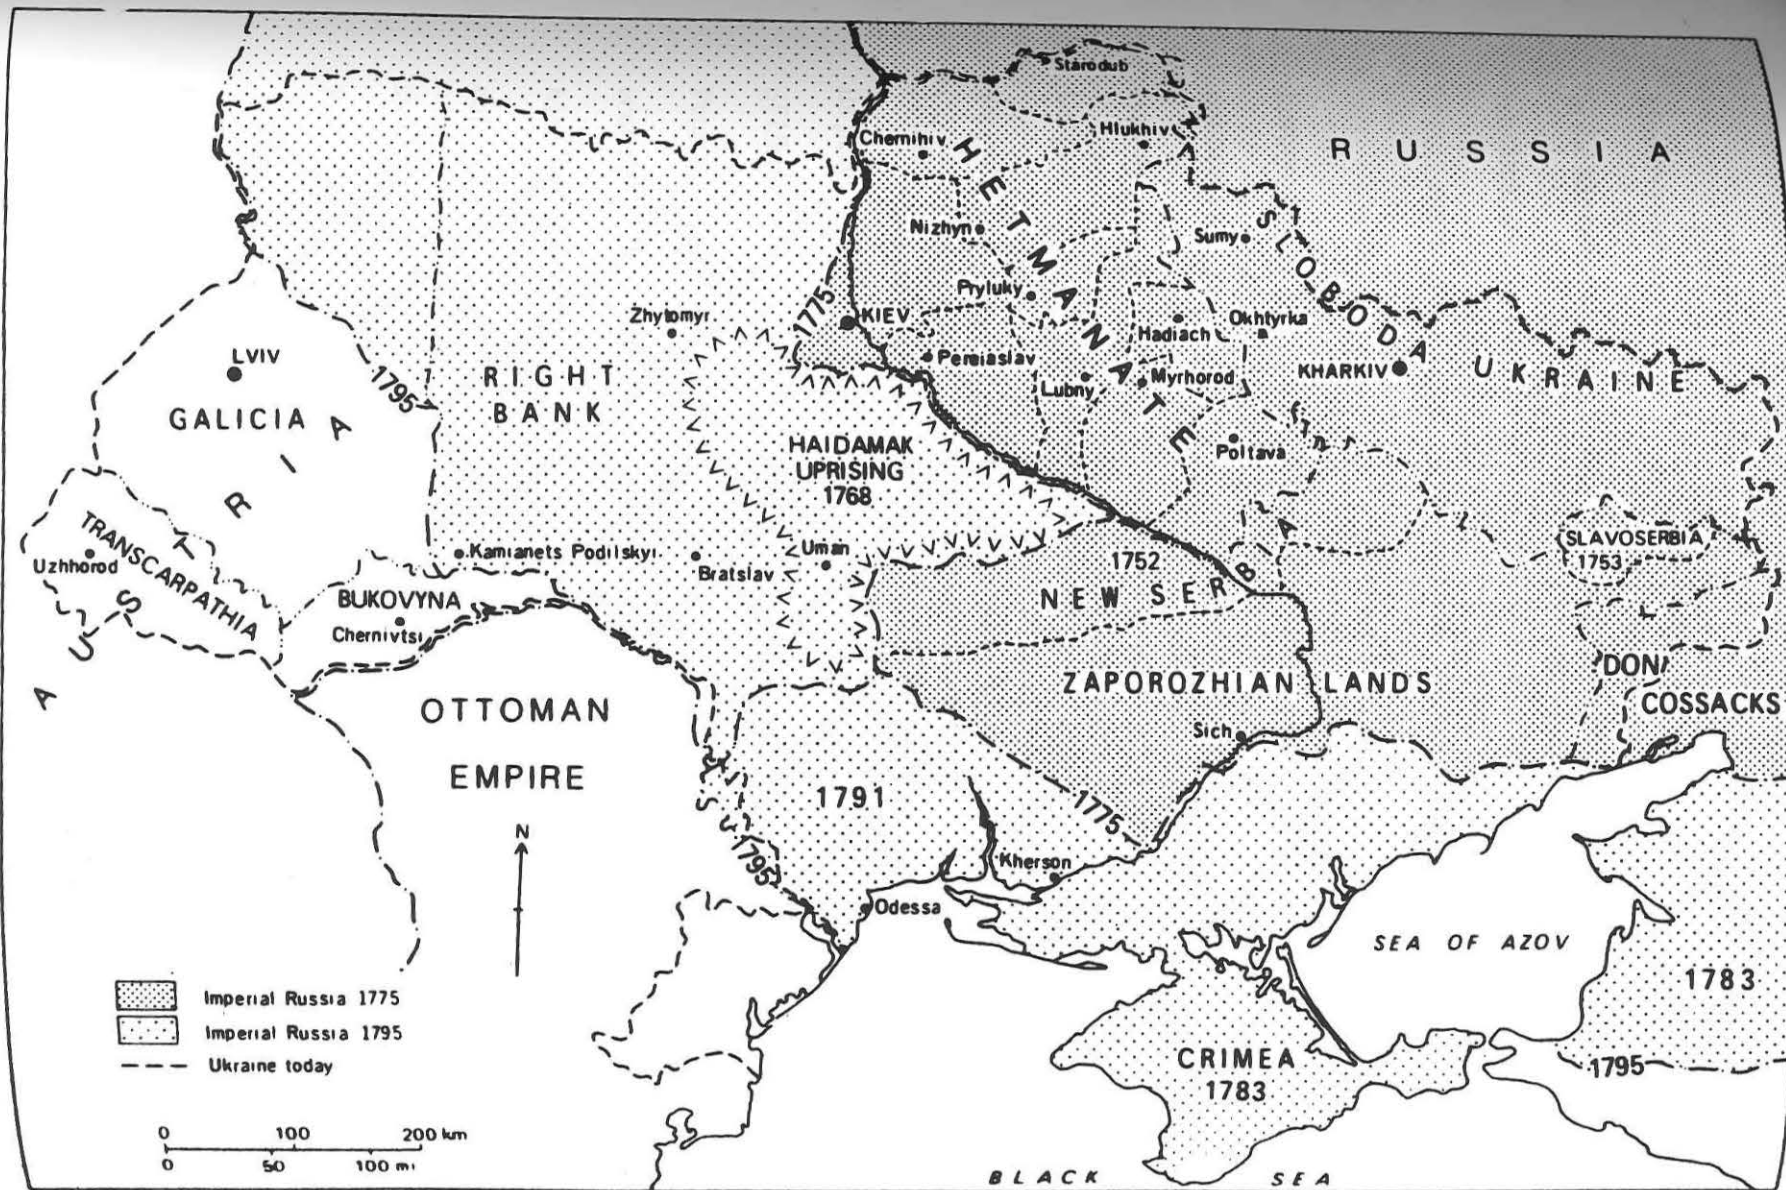 Starodub
RUSSIA
Chernihiv
Hlukhiv
HETMANATE
Nizhyn
Sumy
SLOBODA UKRAINE
Pryluky
1775
KIEV
Zhytomyr
Hadiach
Okhtyrka
LVIV
Pereiaslav
Lubny
Myrhorod
KHARKIV
1795
RIGHT
BANK
GALICIA
AUSTRIA
HAIDAMAK
UPRISING
1768
Poltava
TRANSCARPATHIA
Uzhhorod
Kamianets Podilskyi
Bratslav
Uman
1752
NEW SERBIA
SLAVOSERBIA
1753
BUKOVYNA
Chernivtsi
DON
COSSACKS
ZAPOROZHIAN LANDS
OTTOMAN
EMPIRE
Sich
1791
1775
N
1795
Kherson
Odessa
SEA OF AZOV
1783
Imperial Russia 1775
Imperial Russia 1795
Ukraine today
CRIMEA
1783
1795
0 100 200 km
0 50 100 mi
BLACK SEA